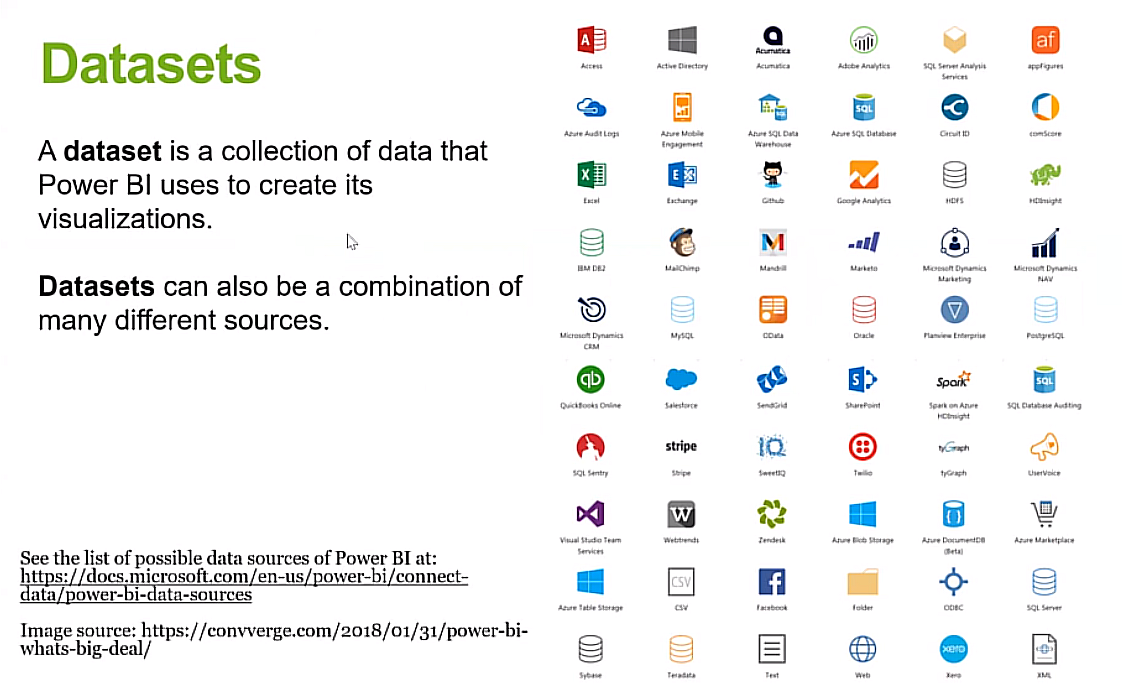 Datasets
A dataset is a collection of data that
Power BI uses to create its
visualizations.
Datasets can also be a combination of
many different sources.
See the list of possible data sources of Power BI at:
https://docs.microsoft.com/en-us/power-bi/connect-
data/power-bi-data-sources
Image source: https://convverge.com/2018/01/31/power-bi-
whats-big-deal/
A
Acumatica
af
Access
Active Directory
Acumatica
Adobe Analytics
SQL Server Analysis
Services
appFigures
SQL
Azure Audit Logs
Azure Mobile
Engagement
Azure SQL Data
Warehouse
Azure SQL Database
Circuit ID
comScore
X
E
Excel
Exchange
Github
Google Analytics
HDFS
HDInsight
M
IBM DB2
MailChimp
Mandrill
Marketo
Microsoft Dynamics
Marketing
Microsoft Dynamics
NAV
Microsoft Dynamics
CRM
MySQL
OData
Oracle
Planview Enterprise
PostgreSQL
qb
S
Spark
SQL
QuickBooks Online
Salesforce
SendGrid
SharePoint
Spark on Azure
HDInsight
SQL Database Auditing
stripe
IQ
tyGraph
SQL Sentry
Stripe
SweetIQ
Twilio
tyGraph
UserVoice
W
{ }
Visual Studio Team
Services
Webtrends
Zendesk
Azure Blob Storage
Azure DocumentDB
(Beta)
Azure Marketplace
CSV
f
Azure Table Storage
CSV
Facebook
Folder
ODBC
SQL Server
xero
Sybase
Teradata
Text
Web
Xero
XML